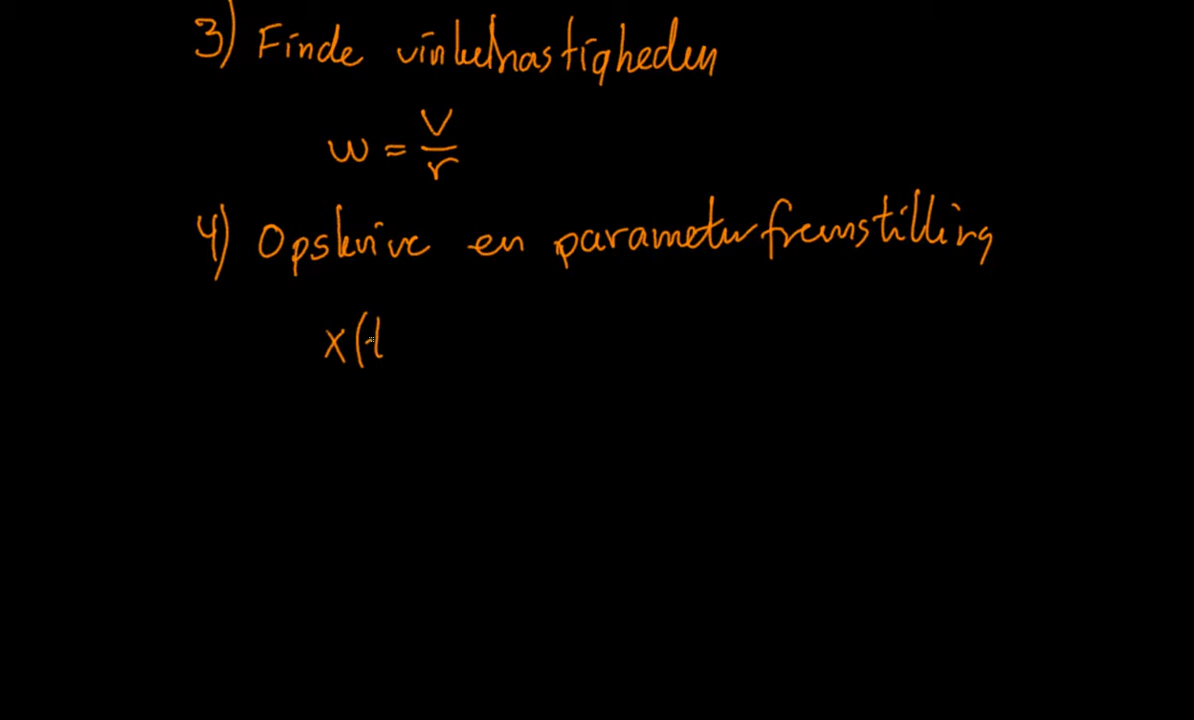 3) Finde vinkelhastigheden
w = v/r
4) Opskrive en parameterfremstilling
x(t